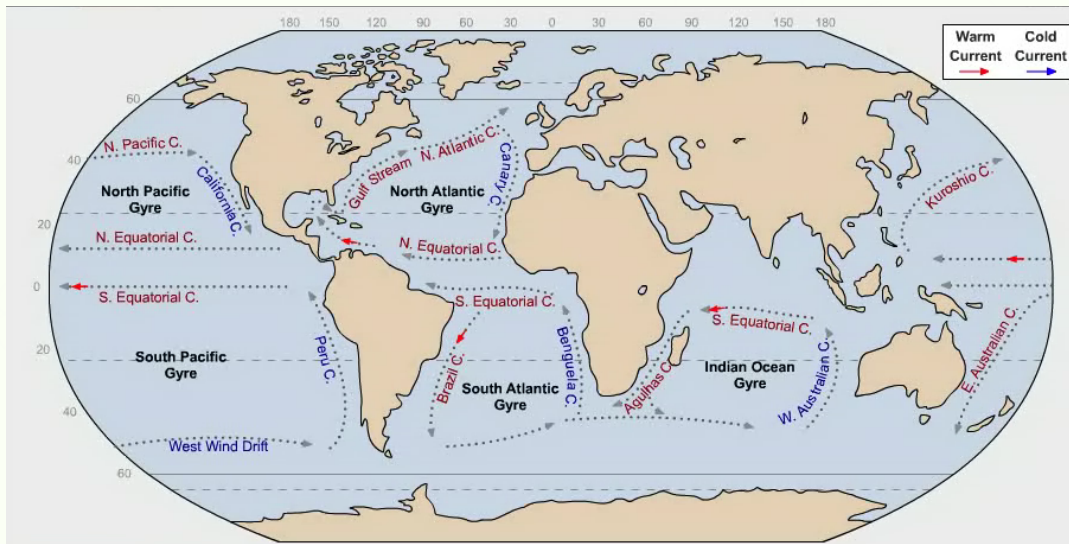 180 150 120 90 60 30 0 30 60 90 120 150 180
Warm
Current
Cold
Current
60
N. Pacific C.
N. Atlantic C.
40
Gulf Stream
Canary C.
Kuroshio C.
North Pacific
Gyre
California C.
North Atlantic
Gyre
20
N. Equatorial C.
N. Equatorial C.
0
S. Equatorial C.
S. Equatorial C.
S. Equatorial C.
20
South Pacific
Gyre
Peru C.
Brazil C.
South Atlantic
Gyre
Benguela C.
Agulhas C.
Indian Ocean
Gyre
W. Australian C.
E. Australian C.
40
West Wind Drift
60